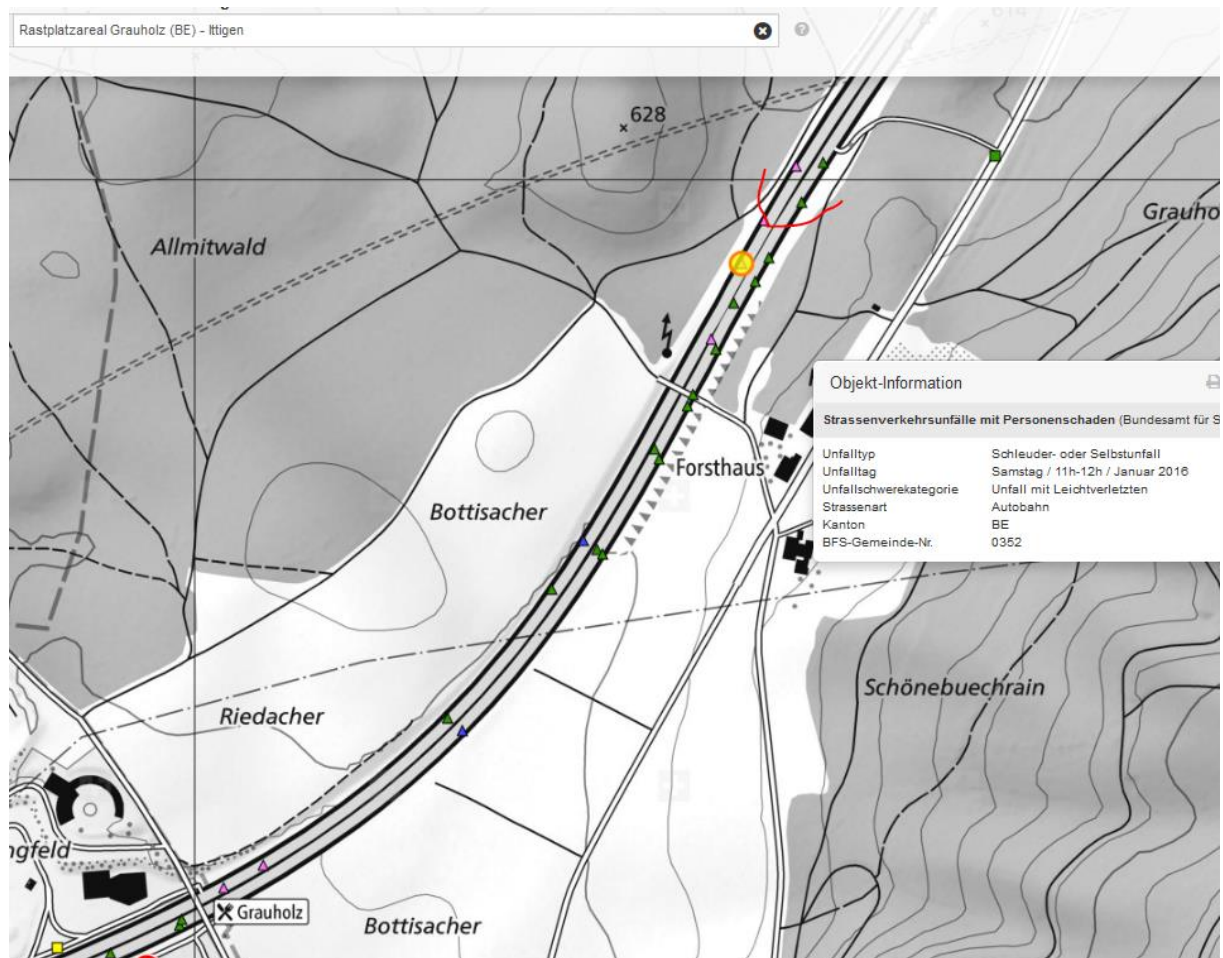 Rastplatzareal Grauholz (BE) - Ittigen
628
Allmitwald
Grauho
Objekt-Information
Strassenverkehrsunfälle mit Personenschaden (Bundesamt für S
Unfalltyp Schleuder- oder Selbstunfall
Unfalltag Samstag / 11h-12h / Januar 2016
Unfallschwerekategorie Unfall mit Leichtverletzten
Strassenart Autobahn
Kanton BE
BFS-Gemeinde-Nr. 0352
Forsthaus
Bottisacher
Schönebuechrain
Riedacher
ngfeld
Grauholz
Bottisacher